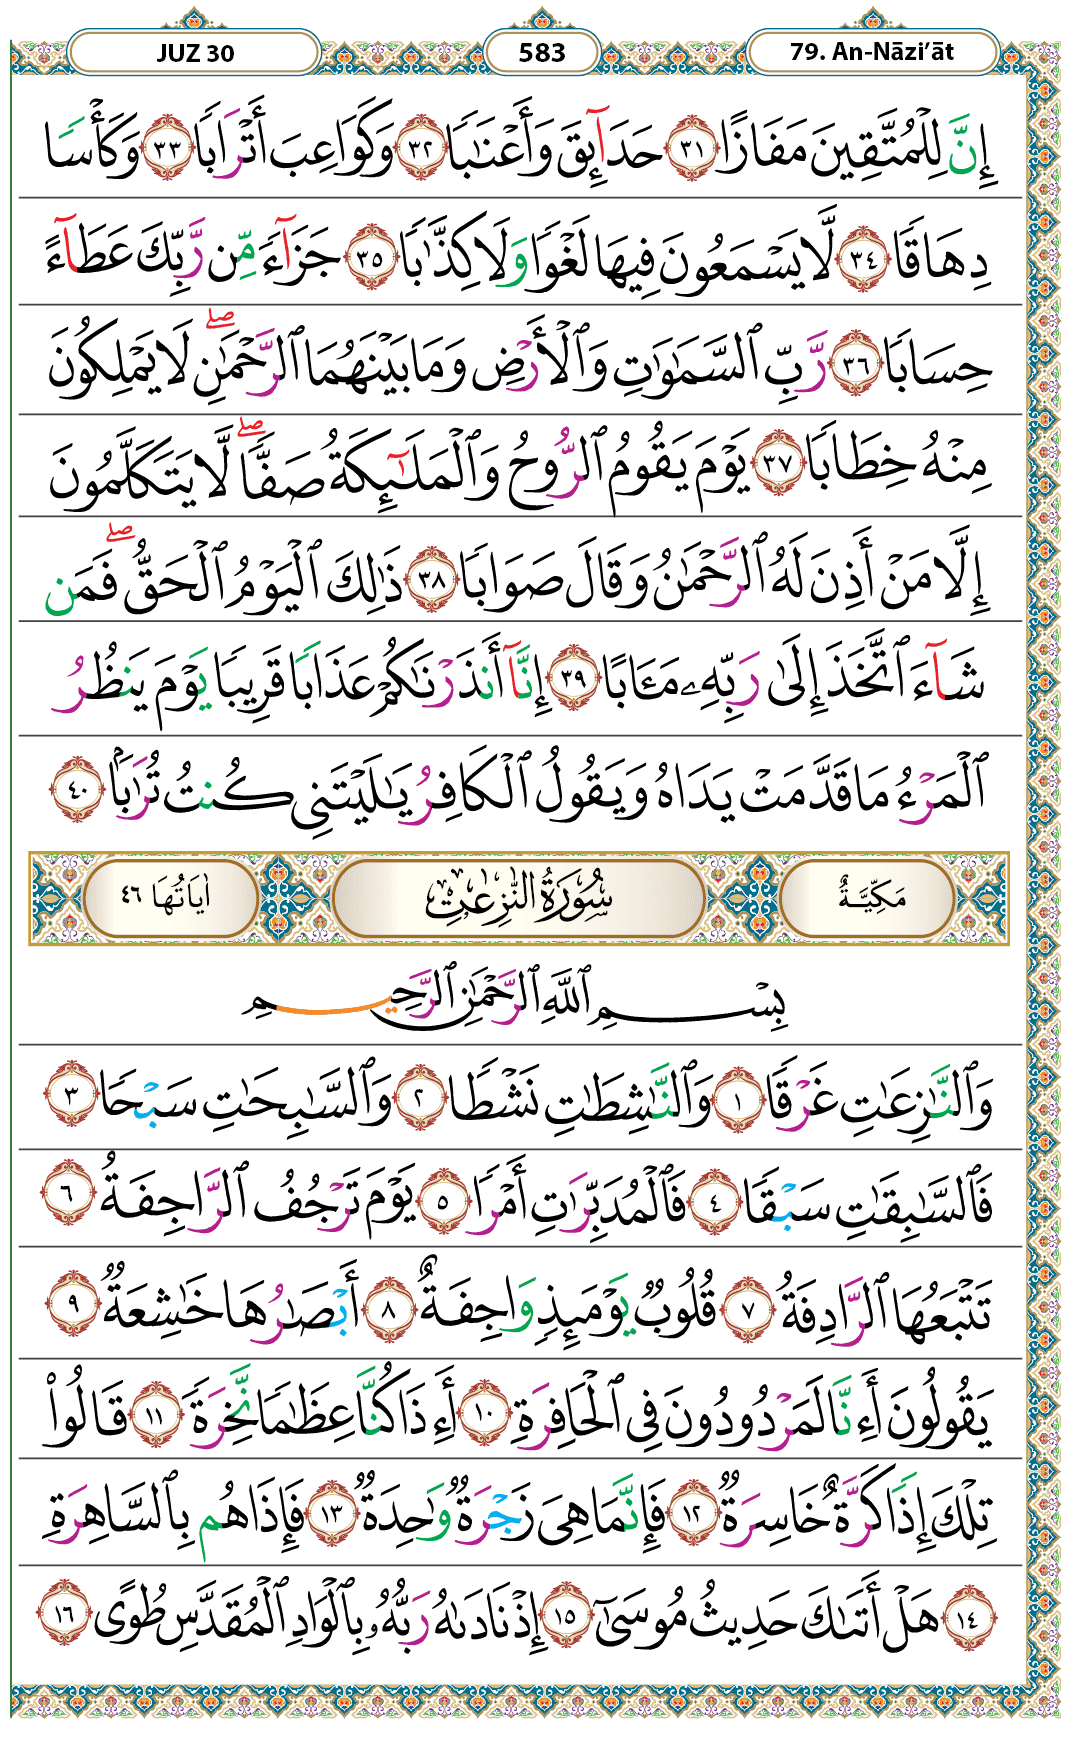 JUZ 30
583
79. An-Nāzi’āt
إِنَّ لِلْمُتَّقِينَ مَفَازًا ٣١ حَدَآئِقَ وَأَعْنَٰبًا ٣٢ وَكَوَاعِبَ أَتْرَابًا ٣٣ وَكَأْسًا
دِهَاقًا ٣٤ لَّا يَسْمَعُونَ فِيهَا لَغْوًا وَلَا كِذَّٰبًا ٣٥ جَزَآءً مِّن رَّبِّكَ عَطَآءً
حِسَابًا ٣٦ رَّبِّ ٱلسَّمَٰوَٰتِ وَٱلْأَرْضِ وَمَا بَيْنَهُمَا ٱلرَّحْمَٰنِ ۖ لَا يَمْلِكُونَ
مِنْهُ خِطَابًا ٣٧ يَوْمَ يَقُومُ ٱلرُّوحُ وَٱلْمَلَٰٓئِكَةُ صَفًّا ۖ لَّا يَتَكَلَّمُونَ
إِلَّا مَنْ أَذِنَ لَهُ ٱلرَّحْمَٰنُ وَقَالَ صَوَابًا ٣٨ ذَٰلِكَ ٱلْيَوْمُ ٱلْحَقُّ ۖ فَمَن
شَآءَ ٱتَّخَذَ إِلَىٰ رَبِّهِۦ مَـَٔابًا ٣٩ إِنَّآ أَنذَرْنَٰكُمْ عَذَابًا قَرِيبًا يَوْمَ يَنظُرُ
ٱلْمَرْءُ مَا قَدَّمَتْ يَدَاهُ وَيَقُولُ ٱلْكَافِرُ يَٰلَيْتَنِى كُنتُ تُرَٰبًۢا ٤٠
مَكِّيَّةٌ
سُورَةُ النّٰزِعٰتِ
اٰيَاتُهَا ٤٦
بِسْمِ ٱللَّهِ ٱلرَّحْمَٰنِ ٱلرَّحِيمِ
وَٱلنَّٰزِعَٰتِ غَرْقًا ١ وَٱلنَّٰشِطَٰتِ نَشْطًا ٢ وَٱلسَّٰبِحَٰتِ سَبْحًا ٣
فَٱلسَّٰبِقَٰتِ سَبْقًا ٤ فَٱلْمُدَبِّرَٰتِ أَمْرًا ٥ يَوْمَ تَرْجُفُ ٱلرَّاجِفَةُ ٦
تَتْبَعُهَا ٱلرَّادِفَةُ ٧ قُلُوبٌ يَوْمَئِذٍ وَاجِفَةٌ ٨ أَبْصَٰرُهَا خَٰشِعَةٌ ٩
يَقُولُونَ أَءِنَّا لَمَرْدُودُونَ فِى ٱلْحَافِرَةِ ١٠ أَءِذَا كُنَّا عِظَٰمًا نَّخِرَةً ١١ قَالُوا۟
تِلْكَ إِذًا كَرَّةٌ خَاسِرَةٌ ١٢ فَإِنَّمَا هِىَ زَجْرَةٌ وَٰحِدَةٌ ١٣ فَإِذَا هُم بِٱلسَّاهِرَةِ
١٤ هَلْ أَتَىٰكَ حَدِيثُ مُوسَىٰٓ ١٥ إِذْ نَادَىٰهُ رَبُّهُۥ بِٱلْوَادِ ٱلْمُقَدَّسِ طُوًى ١٦